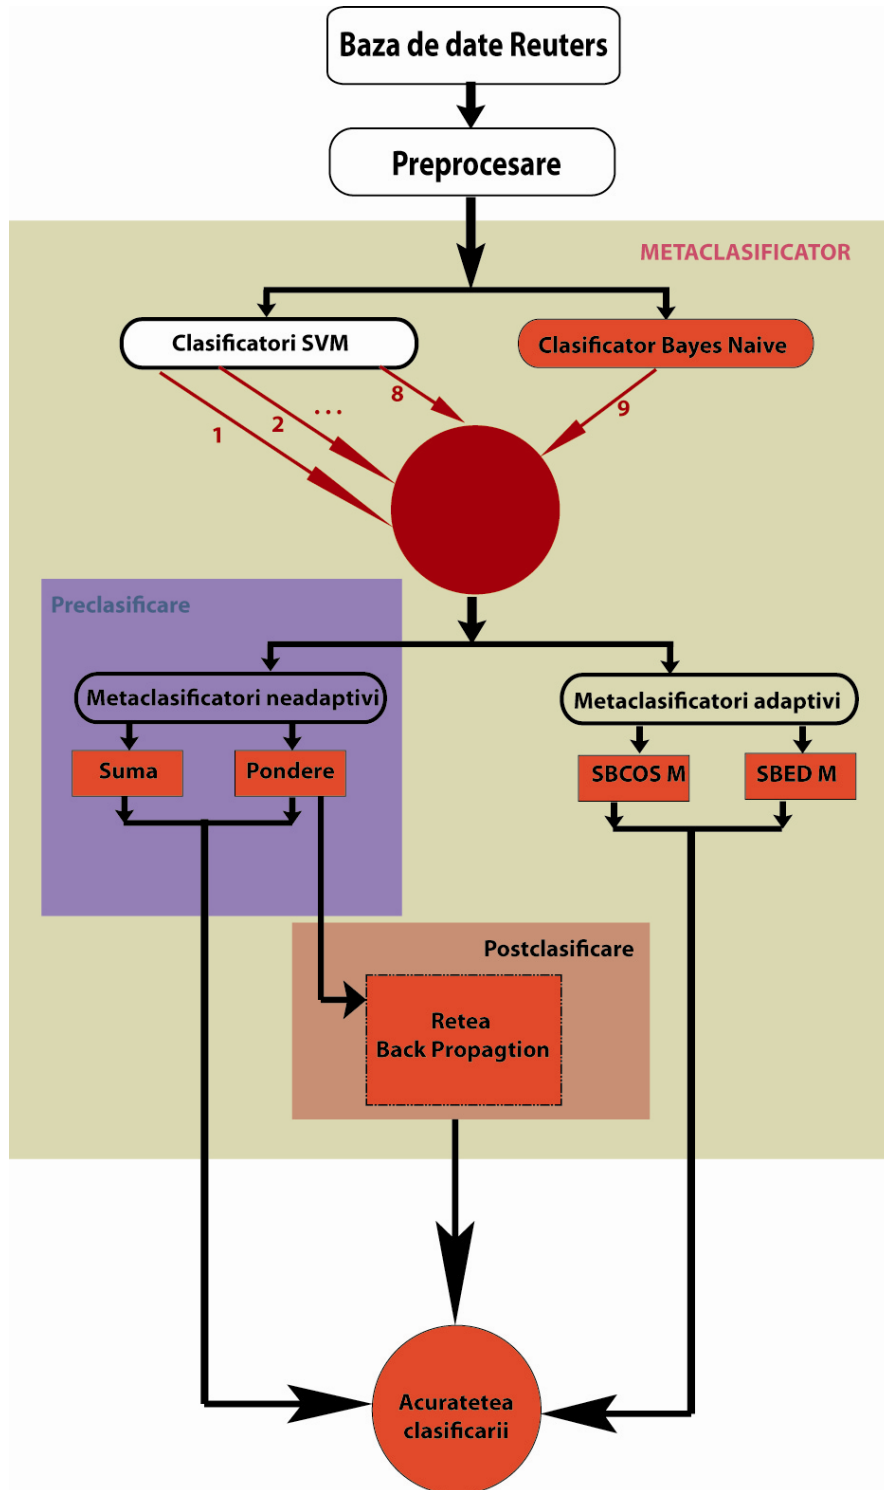 Baza de date Reuters
Preprocesare
METACLASIFICATOR
Clasificatori SVM
Clasificator Bayes Naive
1
2
...
8
9
Preclasificare
Metaclasificatori neadaptivi
Metaclasificatori adaptivi
Suma
Pondere
SBCOS M
SBED M
Postclasificare
Retea
Back Propagtion
Acuratetea
clasificarii